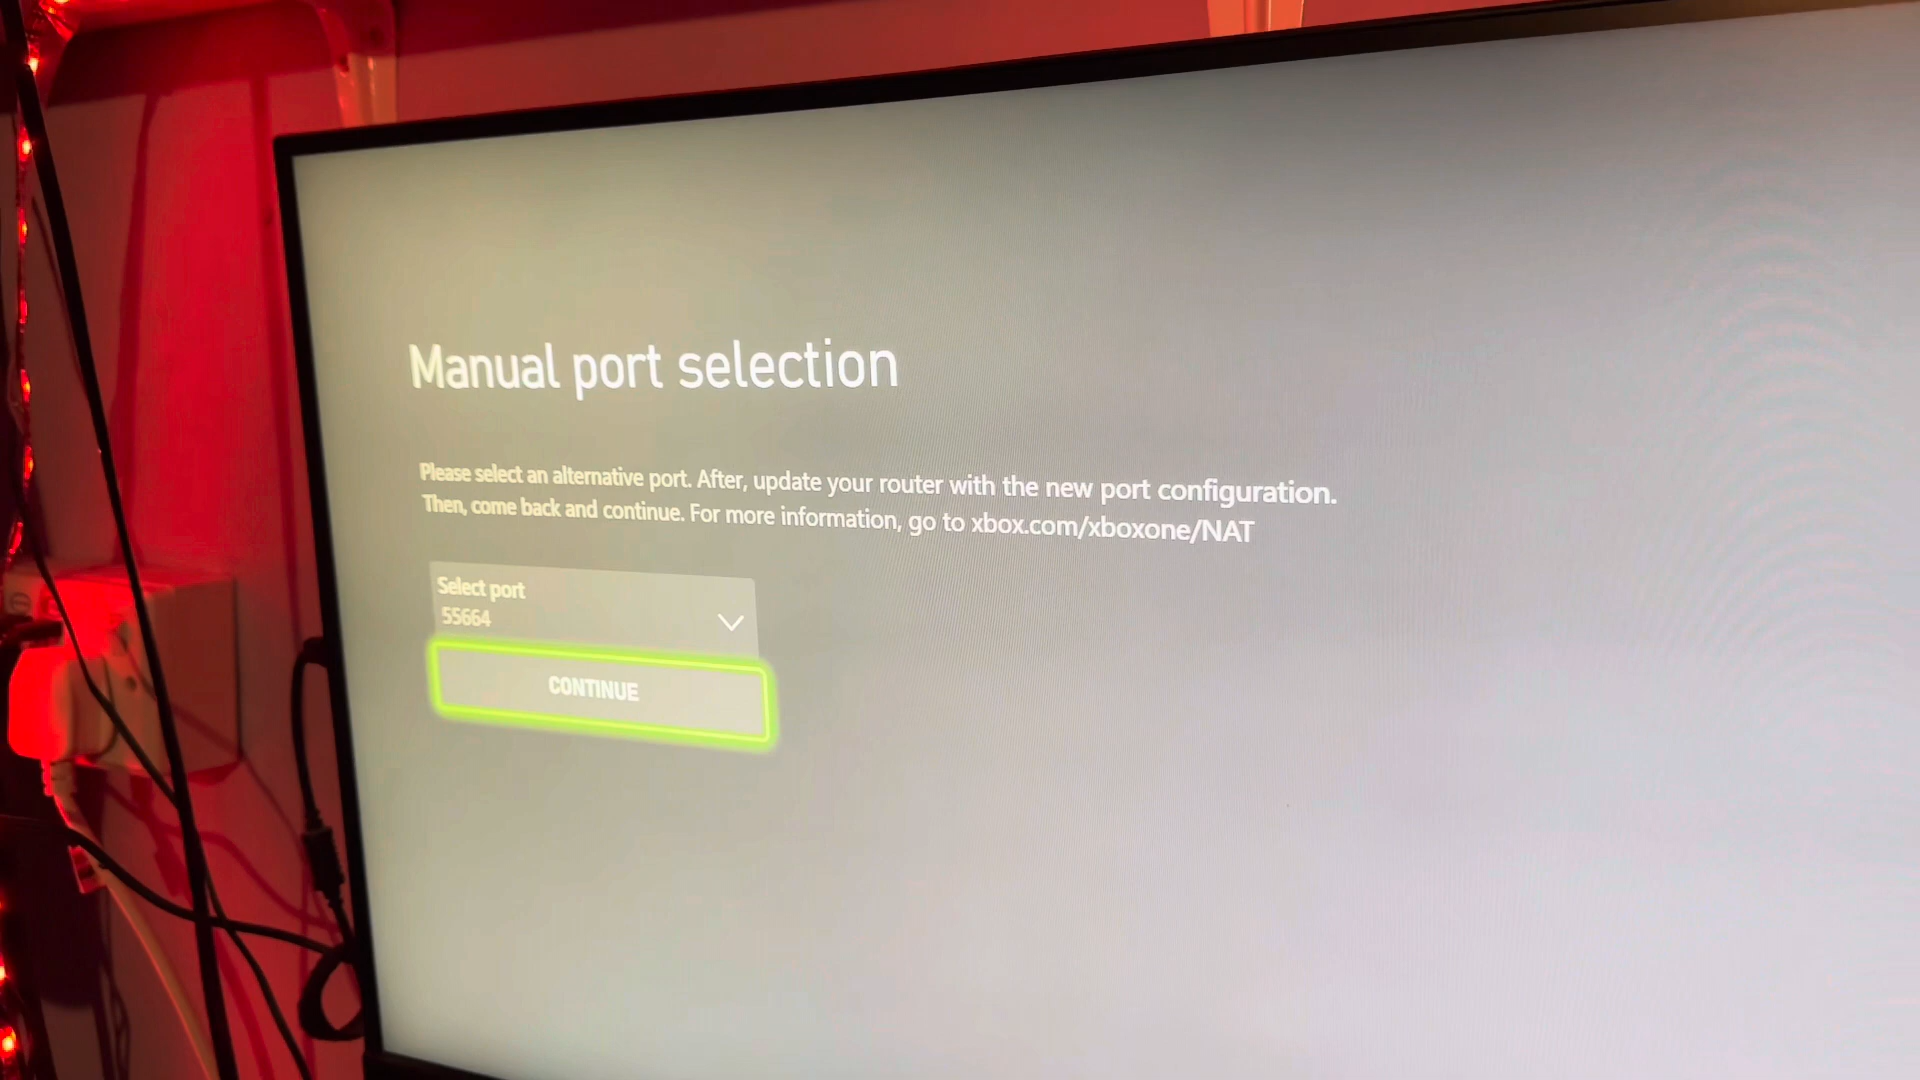 Manual port selection
Please select an alternative port. After, update your router with the new port configuration.
Then, come back and continue. For more information, go to xbox.com/xboxone/NAT
Select port
55664
CONTINUE